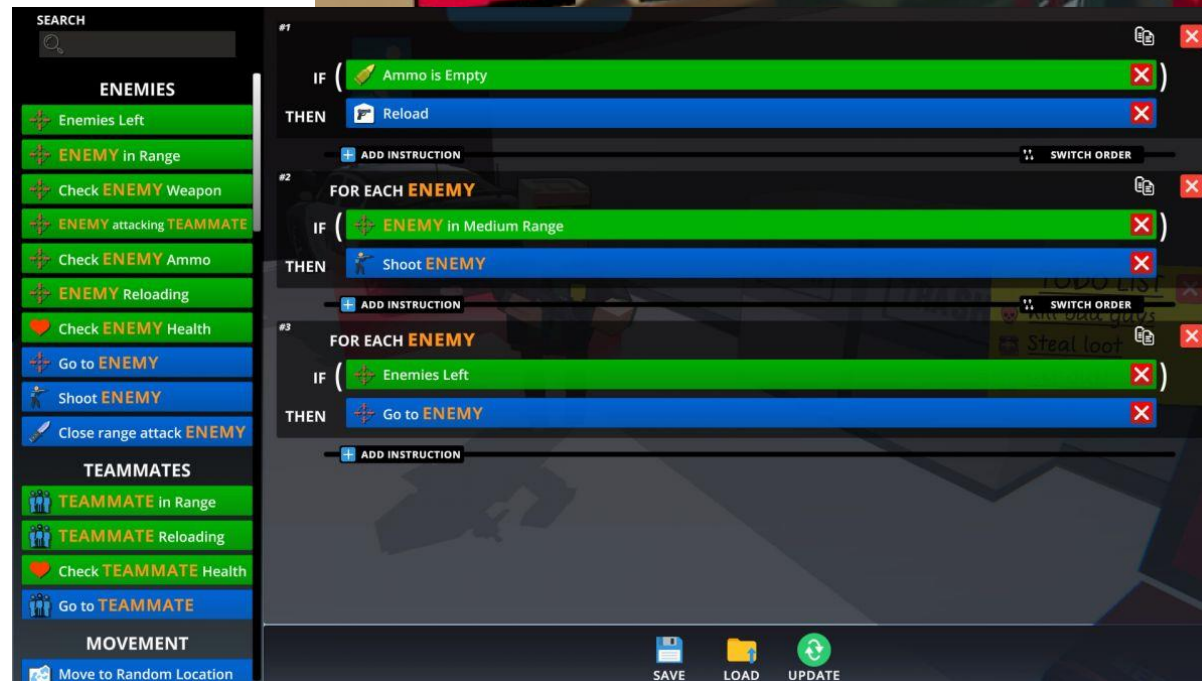 SEARCH
ENEMIES
Enemies Left
ENEMY in Range
Check ENEMY Weapon
ENEMY attacking TEAMMATE
Check ENEMY Ammo
ENEMY Reloading
Check ENEMY Health
Go to ENEMY
Shoot ENEMY
Close range attack ENEMY
TEAMMATES
TEAMMATE in Range
TEAMMATE Reloading
Check TEAMMATE Health
Go to TEAMMATE
MOVEMENT
Move to Random Location
#1
IF ( Ammo is Empty )
THEN Reload
ADD INSTRUCTION SWITCH ORDER
#2
FOR EACH ENEMY
IF ( ENEMY in Medium Range )
THEN Shoot ENEMY
TODO LIST
ADD INSTRUCTION SWITCH ORDER
Kill bad guys
#3
FOR EACH ENEMY
Steal loot
IF ( Enemies Left )
THEN Go to ENEMY
ADD INSTRUCTION
SAVE LOAD UPDATE